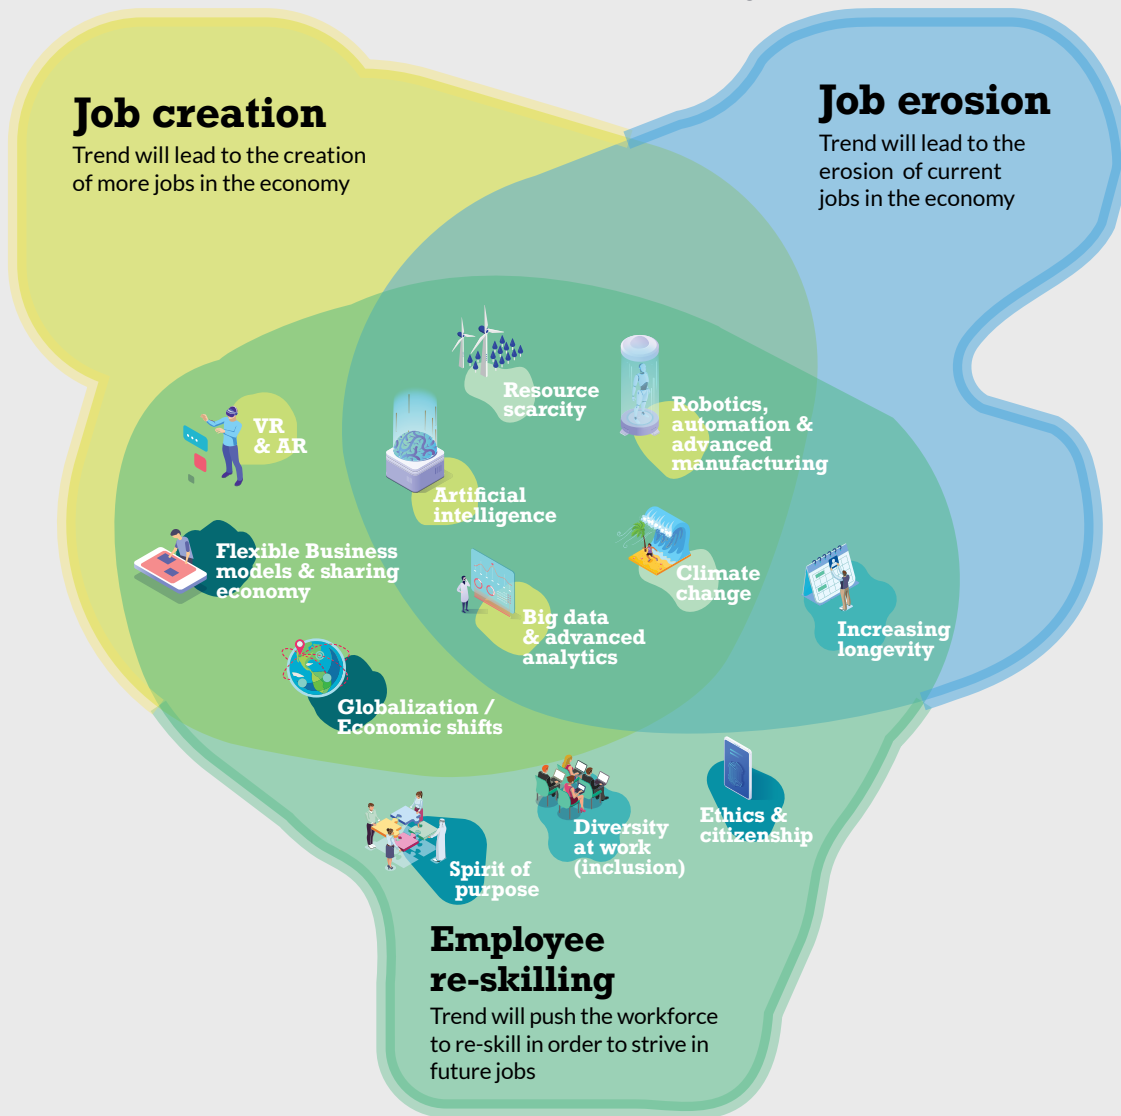 Job creation
Trend will lead to the creation
of more jobs in the economy
Job erosion
Trend will lead to the
erosion of current
jobs in the economy
Resource
scarcity
Robotics,
automation &
advanced
manufacturing
VR
& AR
Artificial
intelligence
Flexible Business
models & sharing
economy
Climate
change
Big data
& advanced
analytics
Increasing
longevity
Globalization /
Economic shifts
Ethics &
citizenship
Diversity
at work
(inclusion)
Spirit of
purpose
Employee
re-skilling
Trend will push the workforce
to re-skill in order to strive in
future jobs